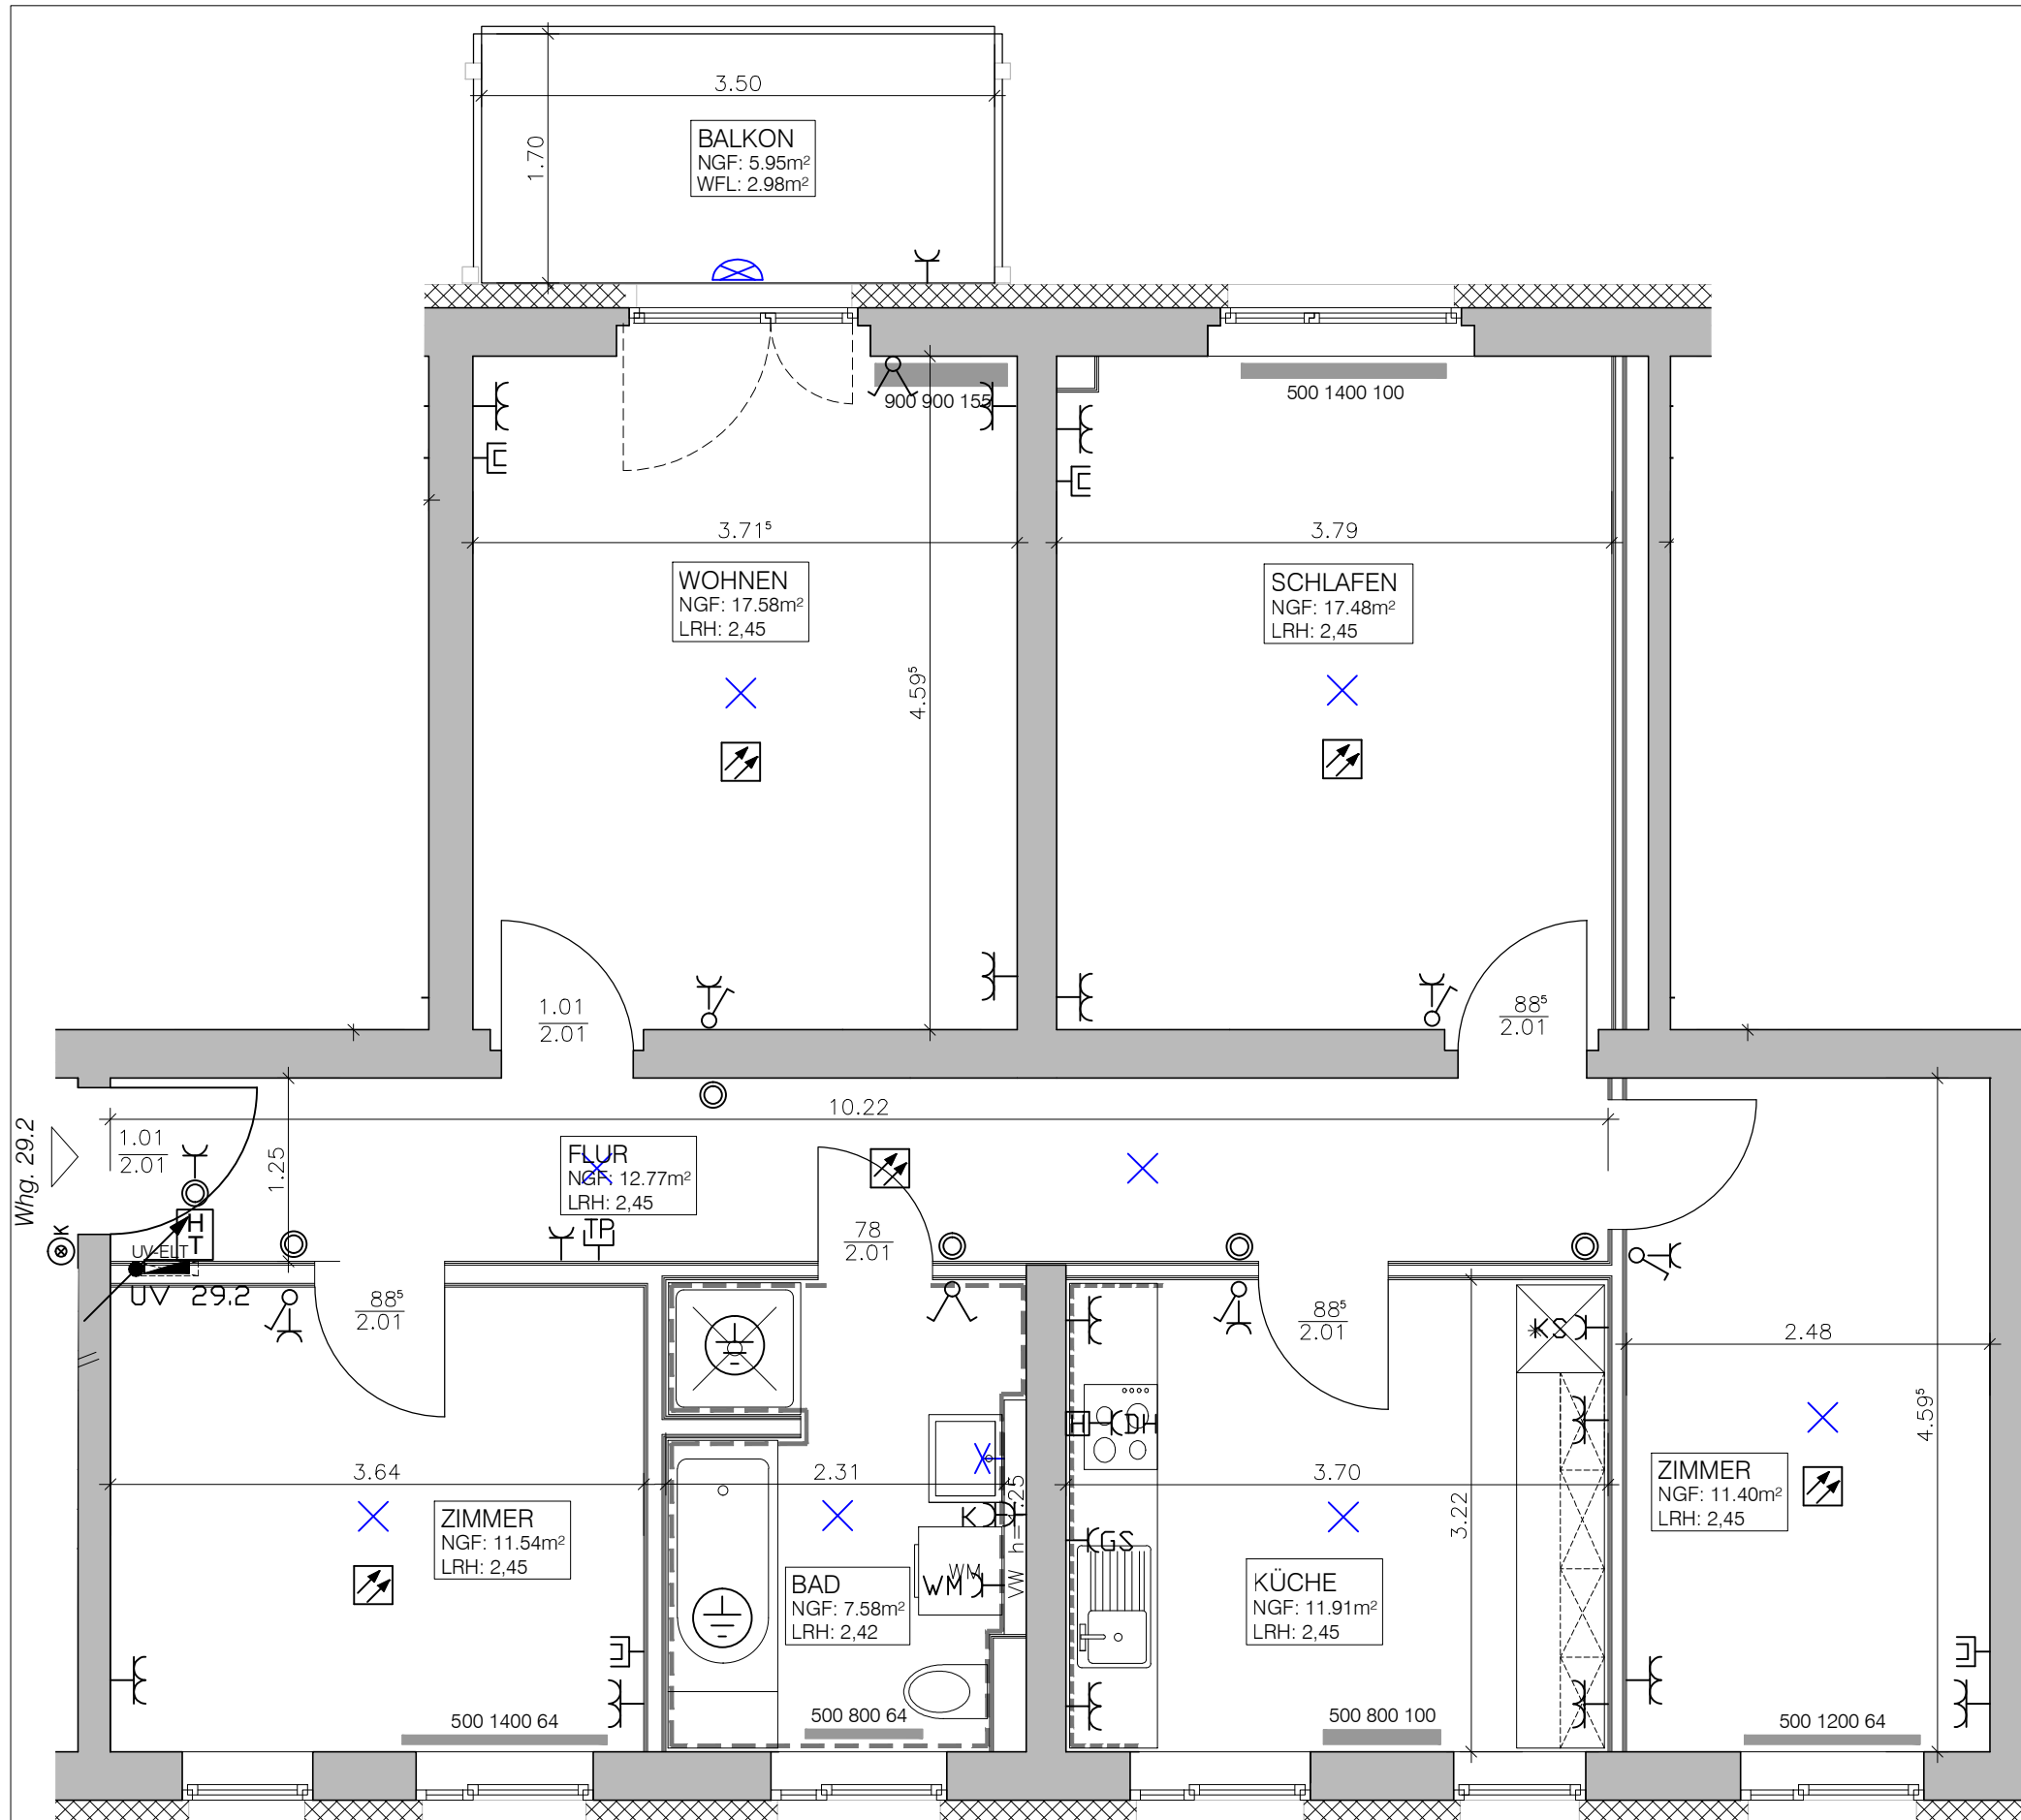 3.50
1.70
BALKON
NGF: 5.95m²
WFL: 2.98m²
900 900 155
500 1400 100
3.71⁵
3.79
WOHNEN
NGF: 17.58m²
LRH: 2,45
SCHLAFEN
NGF: 17.48m²
LRH: 2,45
4.59⁵
1.01
2.01
88⁵
2.01
10.22
Whg. 29.2
1.01
2.01
1.25
FLUR
NGF: 12.77m²
LRH: 2,45
K
H
T
UV-ELT
UV 29.2
TP
78
2.01
88⁵
2.01
88⁵
2.01
KS
2.48
4.59⁵
H
DH
3.64
2.31
3.70
3.22
ZIMMER
NGF: 11.54m²
LRH: 2,45
K
GS
WM
WM
BAD
NGF: 7.58m²
LRH: 2,42
KÜCHE
NGF: 11.91m²
LRH: 2,45
ZIMMER
NGF: 11.40m²
LRH: 2,45
500 1400 64
500 800 64
500 800 100
500 1200 64